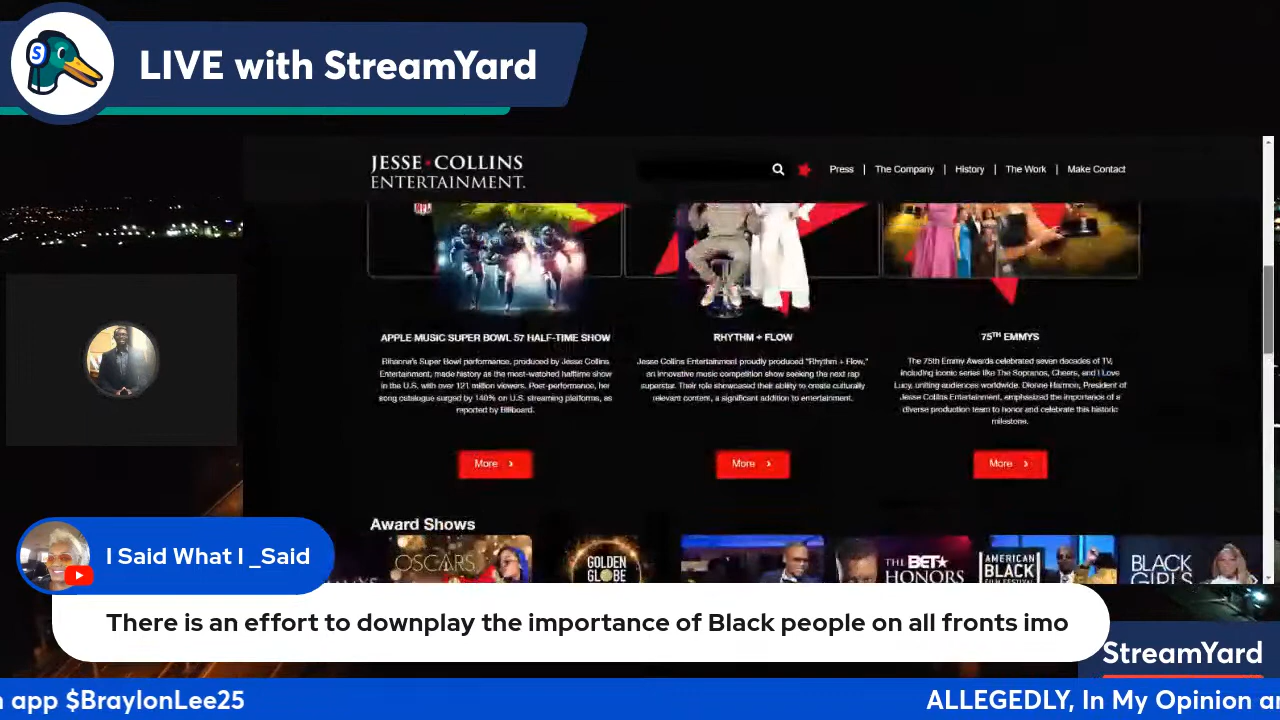 LIVE with StreamYard
JESSE COLLINS
ENTERTAINMENT.
Press | The Company | History | The Work | Make Contact
APPLE MUSIC SUPER BOWL 57 HALF-TIME SHOW
Rihanna's Super Bowl performance, produced by Jesse Collins
Entertainment, made history as the most-watched halftime show
in the U.S. with over 121 million viewers. Post-performance, her
song catalogue surged by 140% on U.S. streaming platforms, as
reported by Billboard.
More
RHYTHM + FLOW
Jesse Collins Entertainment proudly produced "Rhythm + Flow,"
an innovative music competition show seeking the next rap
superstar. Their role showcased their ability to create culturally
relevant content, a significant addition to entertainment.
More
75TH EMMYS
The 75th Emmy Awards celebrated seven decades of TV,
including iconic series like The Sopranos, Cheers, and I Love
Lucy, uniting audiences worldwide. Dionne Harmon, President of
Jesse Collins Entertainment, emphasized the importance of a
diverse production team to honor and celebrate this historic
milestone.
More
Award Shows
OSCARS
GOLDEN
GLOBE
THE BET★
HONORS
AMERICAN
BLACK
FILM FESTIVAL
BLACK
GIRLS
I Said What I _Said
There is an effort to downplay the importance of Black people on all fronts imo
StreamYard
app $BraylonLee25
ALLEGEDLY, In My Opinion